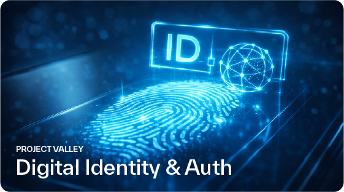 ID
PROJECT VALLEY
Digital Identity & Auth